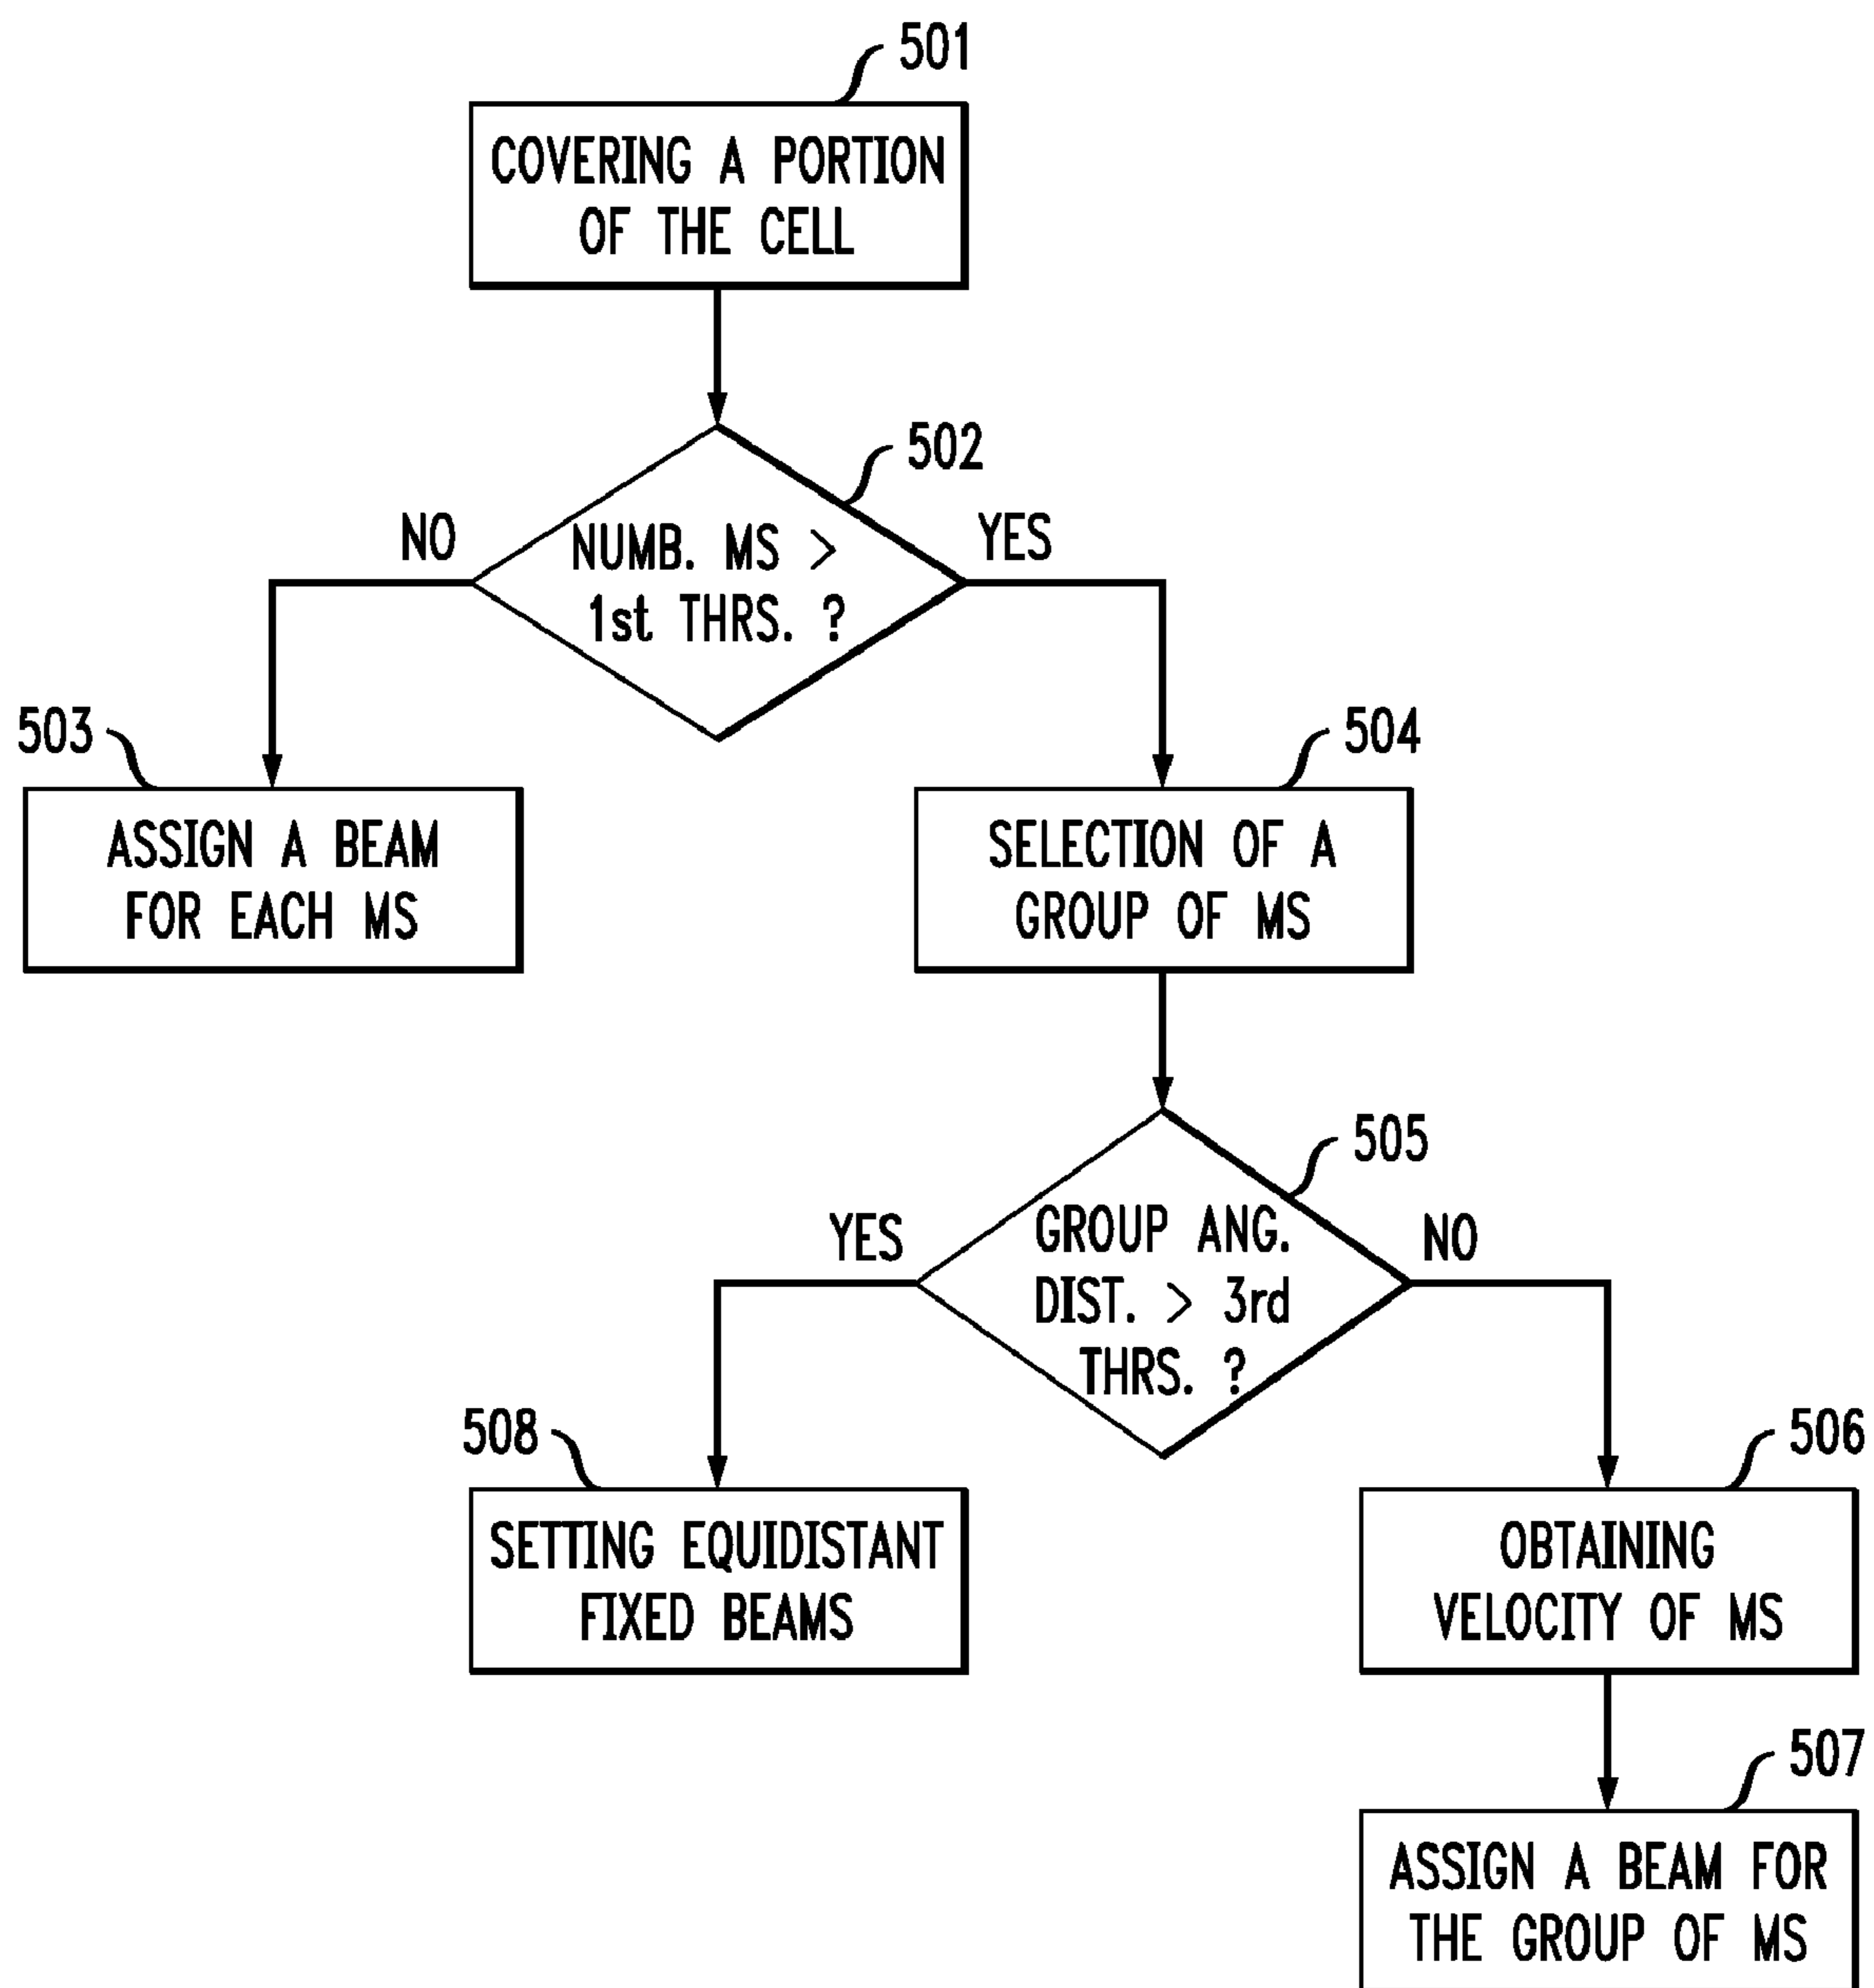 501
COVERING A PORTION
OF THE CELL
502
NO
NUMB. MS >
1st THRS. ?
YES
503
ASSIGN A BEAM
FOR EACH MS
504
SELECTION OF A
GROUP OF MS
505
YES
GROUP ANG.
DIST. > 3rd
THRS. ?
NO
508
SETTING EQUIDISTANT
FIXED BEAMS
506
OBTAINING
VELOCITY OF MS
507
ASSIGN A BEAM FOR
THE GROUP OF MS